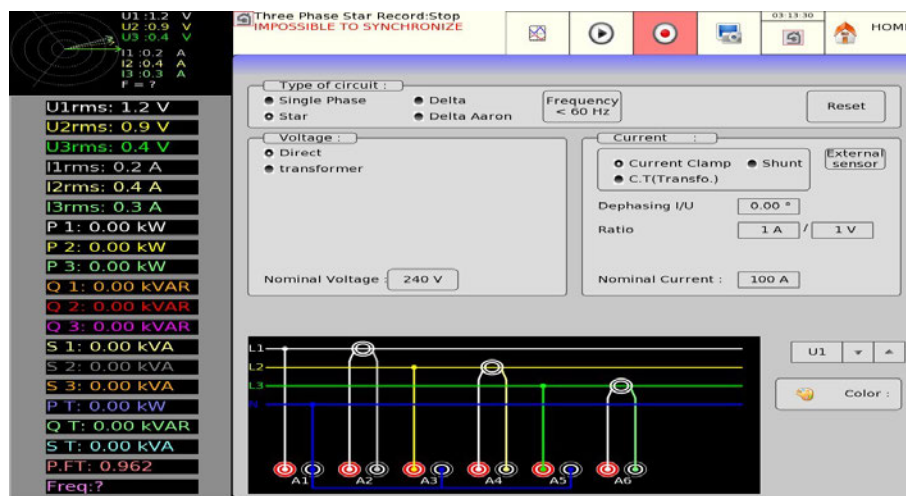 U1 :1.2 V
U2 :0.9 V
U3 :0.4 V
I1 :0.2 A
I2 :0.4 A
I3 :0.3 A
F = ?
U1rms: 1.2 V
U2rms: 0.9 V
U3rms: 0.4 V
I1rms: 0.2 A
I2rms: 0.4 A
I3rms: 0.3 A
P 1: 0.00 kW
P 2: 0.00 kW
P 3: 0.00 kW
Q 1: 0.00 kVAR
Q 2: 0.00 kVAR
Q 3: 0.00 kVAR
S 1: 0.00 kVA
S 2: 0.00 kVA
S 3: 0.00 kVA
P T: 0.00 kW
Q T: 0.00 kVAR
S T: 0.00 kVA
P.FT: 0.962
Freq:?
Three Phase Star Record:Stop
IMPOSSIBLE TO SYNCHRONIZE
03:13:30
HOME
Type of circuit :
Single Phase
Delta
Star
Delta Aaron
Frequency
< 60 Hz
Reset
Voltage :
Direct
transformer
Nominal Voltage :
240 V
Current :
Current Clamp
Shunt
C.T(Transfo.)
External
sensor
Dephasing I/U
0.00 °
Ratio
1 A / 1 V
Nominal Current :
100 A
L1
L2
L3
N
A1 A2 A3 A4 A5 A6
U1
Color :